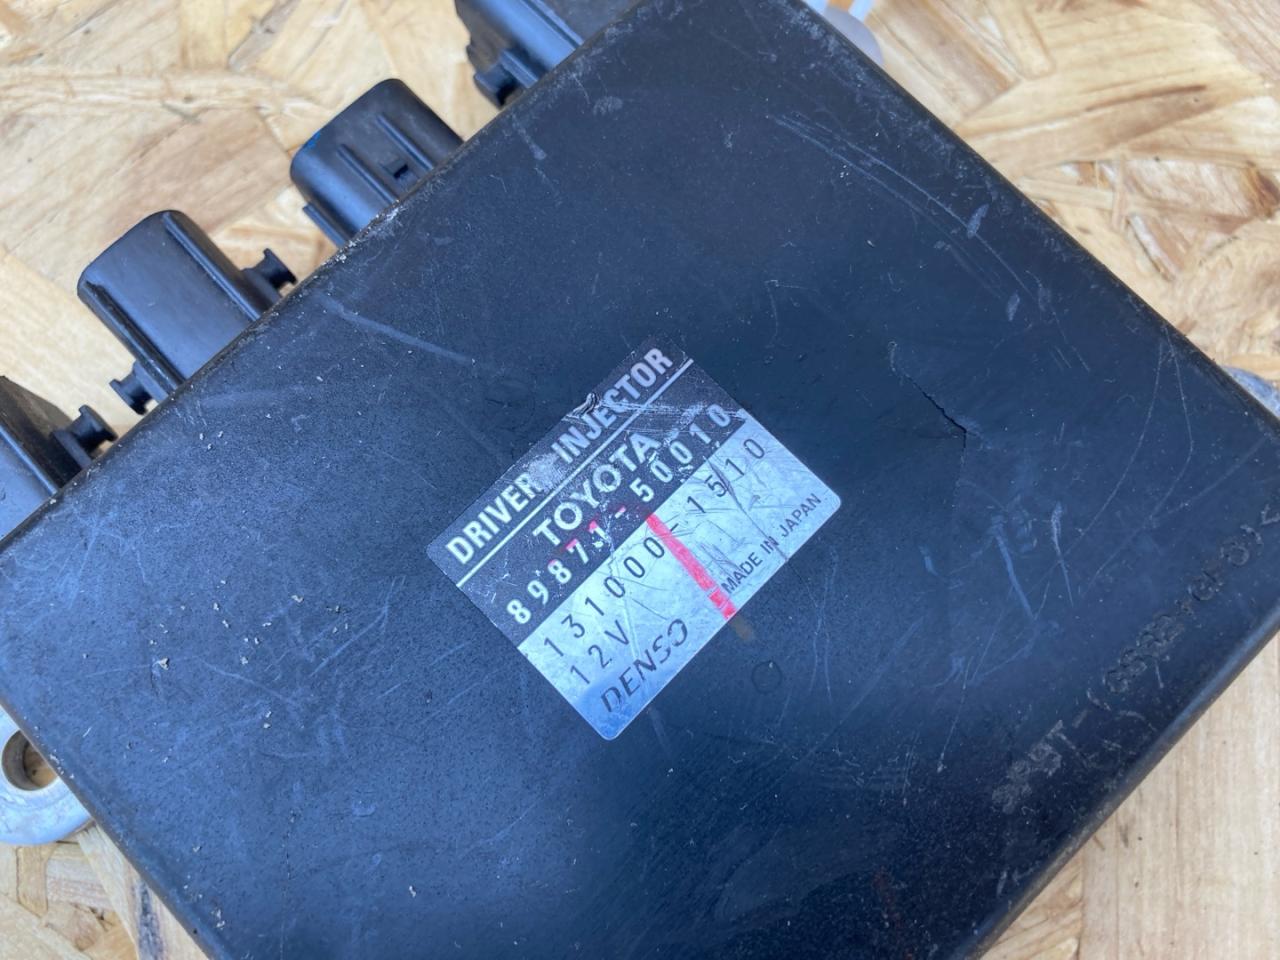 DRIVER INJECTOR
TOYOTA
89871-50010
131000-1510
12V
DENSO
MADE IN JAPAN